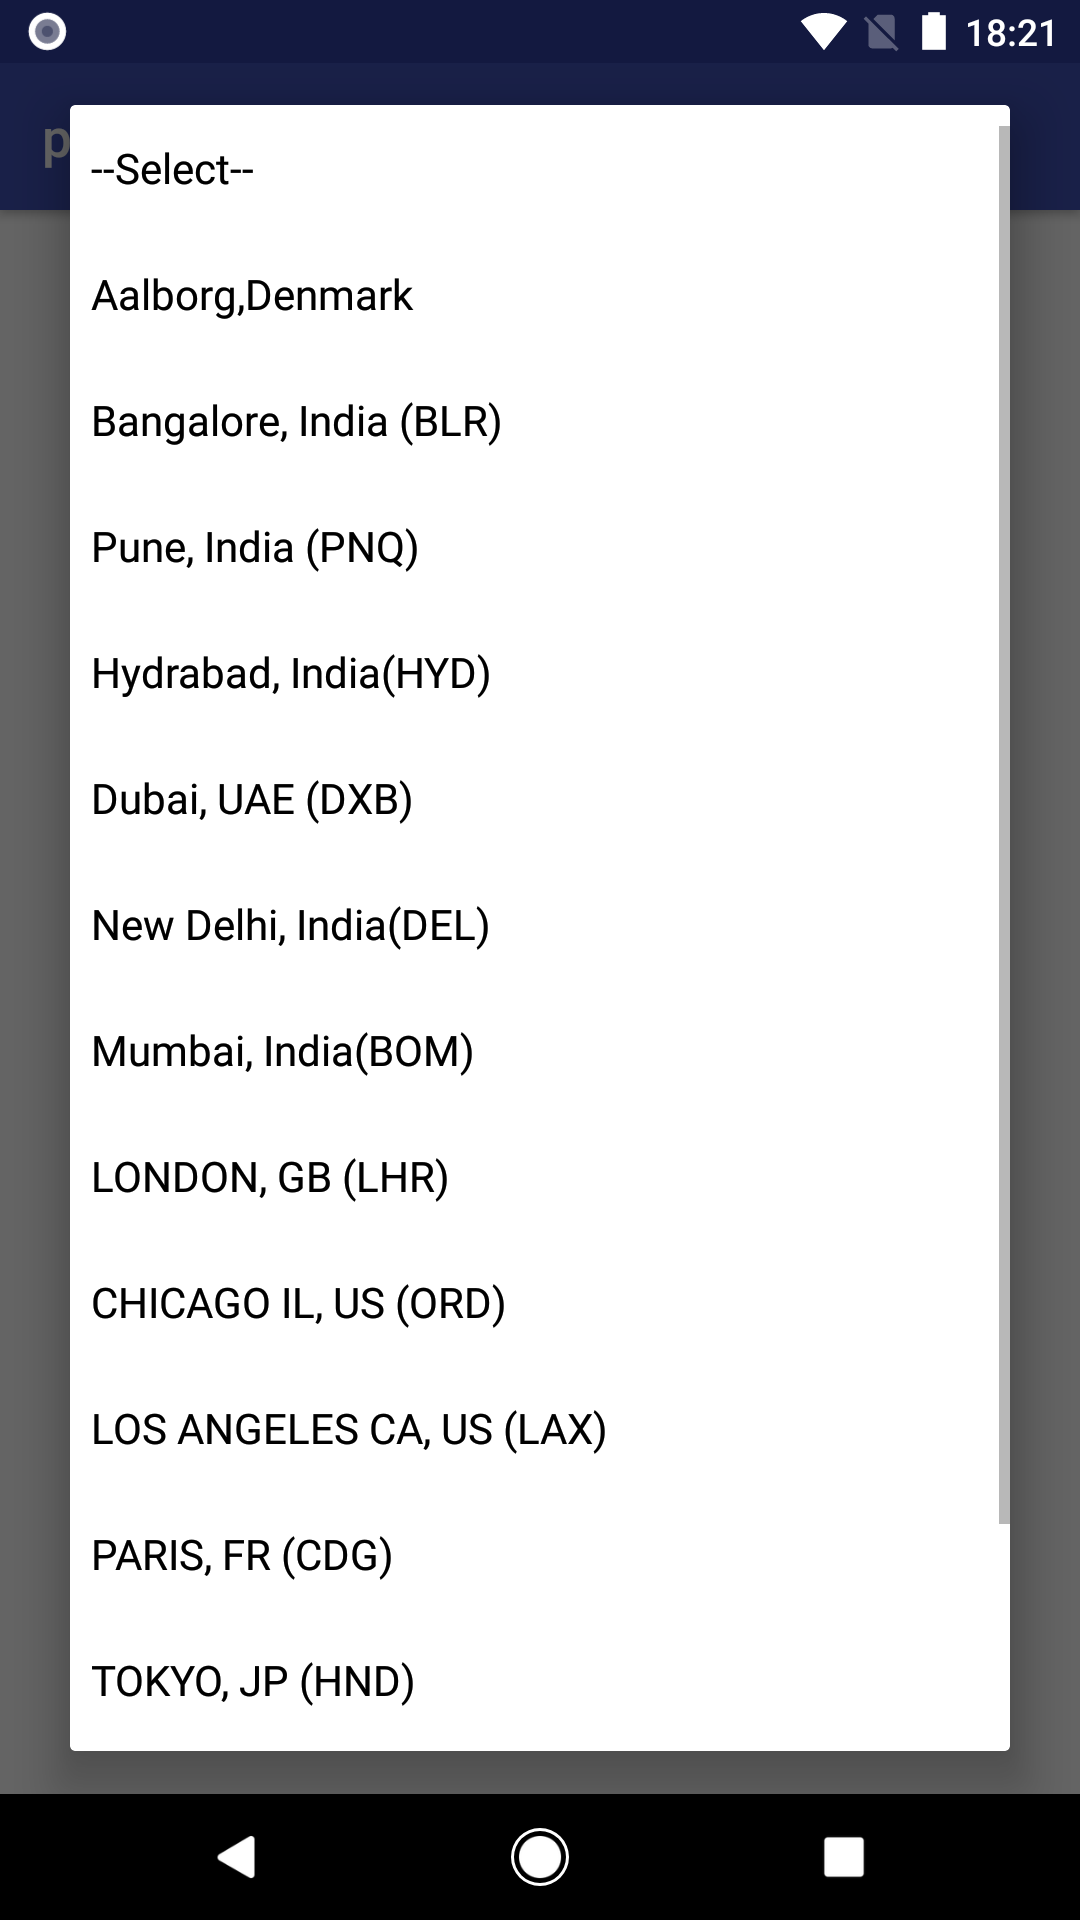 18:21
p
--Select--
Aalborg,Denmark
Bangalore, India (BLR)
Pune, India (PNQ)
Hydrabad, India(HYD)
Dubai, UAE (DXB)
New Delhi, India(DEL)
Mumbai, India(BOM)
LONDON, GB (LHR)
CHICAGO IL, US (ORD)
LOS ANGELES CA, US (LAX)
PARIS, FR (CDG)
TOKYO, JP (HND)